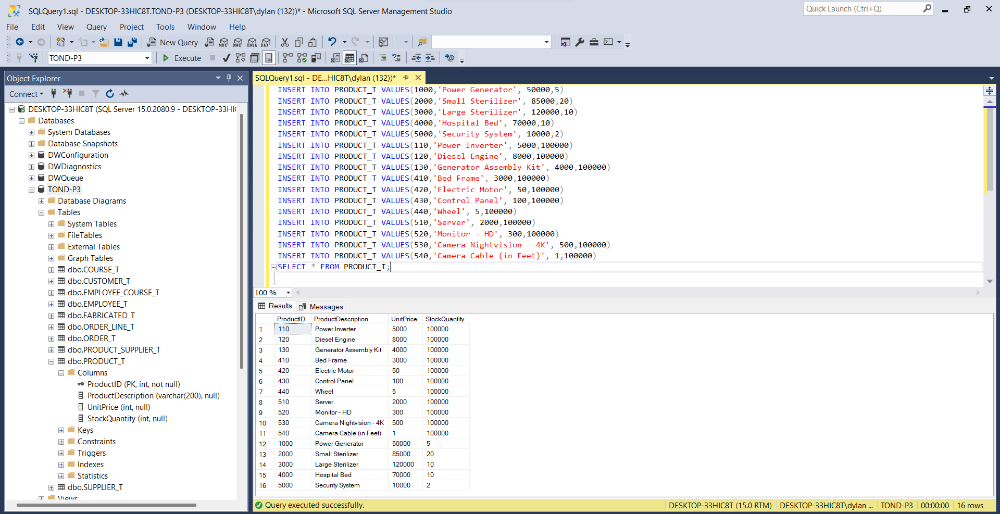 SQLQuery1.sql - DESKTOP-33HIC8T.TOND-P3 (DESKTOP-33HIC8T\dylan (132))* - Microsoft SQL Server Management Studio
Quick Launch (Ctrl+Q)
File Edit View Query Project Tools Window Help
New Query
MDX DMX XMLA DAX
TOND-P3
Execute
Object Explorer
Connect
DESKTOP-33HIC8T (SQL Server 15.0.2080.9 - DESKTOP-33HI
Databases
System Databases
Database Snapshots
DWConfiguration
DWDiagnostics
DWQueue
TOND-P3
Database Diagrams
Tables
System Tables
FileTables
External Tables
Graph Tables
dbo.COURSE_T
dbo.CUSTOMER_T
dbo.EMPLOYEE_COURSE_T
dbo.EMPLOYEE_T
dbo.FABRICATED_T
dbo.ORDER_LINE_T
dbo.ORDER_T
dbo.PRODUCT_SUPPLIER_T
dbo.PRODUCT_T
Columns
ProductID (PK, int, not null)
ProductDescription (varchar(200), null)
UnitPrice (int, null)
StockQuantity (int, null)
Keys
Constraints
Triggers
Indexes
Statistics
dbo.SUPPLIER_T
Views
SQLQuery1.sql - DE...HIC8T\dylan (132))*
INSERT INTO PRODUCT_T VALUES(1000,'Power Generator', 50000,5)
INSERT INTO PRODUCT_T VALUES(2000,'Small Sterilizer', 85000,20)
INSERT INTO PRODUCT_T VALUES(3000,'Large Sterilizer', 120000,10)
INSERT INTO PRODUCT_T VALUES(4000,'Hospital Bed', 70000,10)
INSERT INTO PRODUCT_T VALUES(5000,'Security System', 10000,2)
INSERT INTO PRODUCT_T VALUES(110,'Power Inverter', 5000,100000)
INSERT INTO PRODUCT_T VALUES(120,'Diesel Engine', 8000,100000)
INSERT INTO PRODUCT_T VALUES(130,'Generator Assembly Kit', 4000,100000)
INSERT INTO PRODUCT_T VALUES(410,'Bed Frame', 3000,100000)
INSERT INTO PRODUCT_T VALUES(420,'Electric Motor', 50,100000)
INSERT INTO PRODUCT_T VALUES(430,'Control Panel', 100,100000)
INSERT INTO PRODUCT_T VALUES(440,'Wheel', 5,100000)
INSERT INTO PRODUCT_T VALUES(510,'Server', 2000,100000)
INSERT INTO PRODUCT_T VALUES(520,'Monitor - HD', 300,100000)
INSERT INTO PRODUCT_T VALUES(530,'Camera Nightvision - 4K', 500,100000)
INSERT INTO PRODUCT_T VALUES(540,'Camera Cable (in Feet)', 1,100000)
SELECT * FROM PRODUCT_T;
100 %
Results Messages
ProductID ProductDescription UnitPrice StockQuantity
1 110 Power Inverter 5000 100000
2 120 Diesel Engine 8000 100000
3 130 Generator Assembly Kit 4000 100000
4 410 Bed Frame 3000 100000
5 420 Electric Motor 50 100000
6 430 Control Panel 100 100000
7 440 Wheel 5 100000
8 510 Server 2000 100000
9 520 Monitor - HD 300 100000
10 530 Camera Nightvision - 4K 500 100000
11 540 Camera Cable (in Feet) 1 100000
12 1000 Power Generator 50000 5
13 2000 Small Sterilizer 85000 20
14 3000 Large Sterilizer 120000 10
15 4000 Hospital Bed 70000 10
16 5000 Security System 10000 2
Query executed successfully.
DESKTOP-33HIC8T (15.0 RTM) DESKTOP-33HIC8T\dylan ... TOND-P3 00:00:00 16 rows